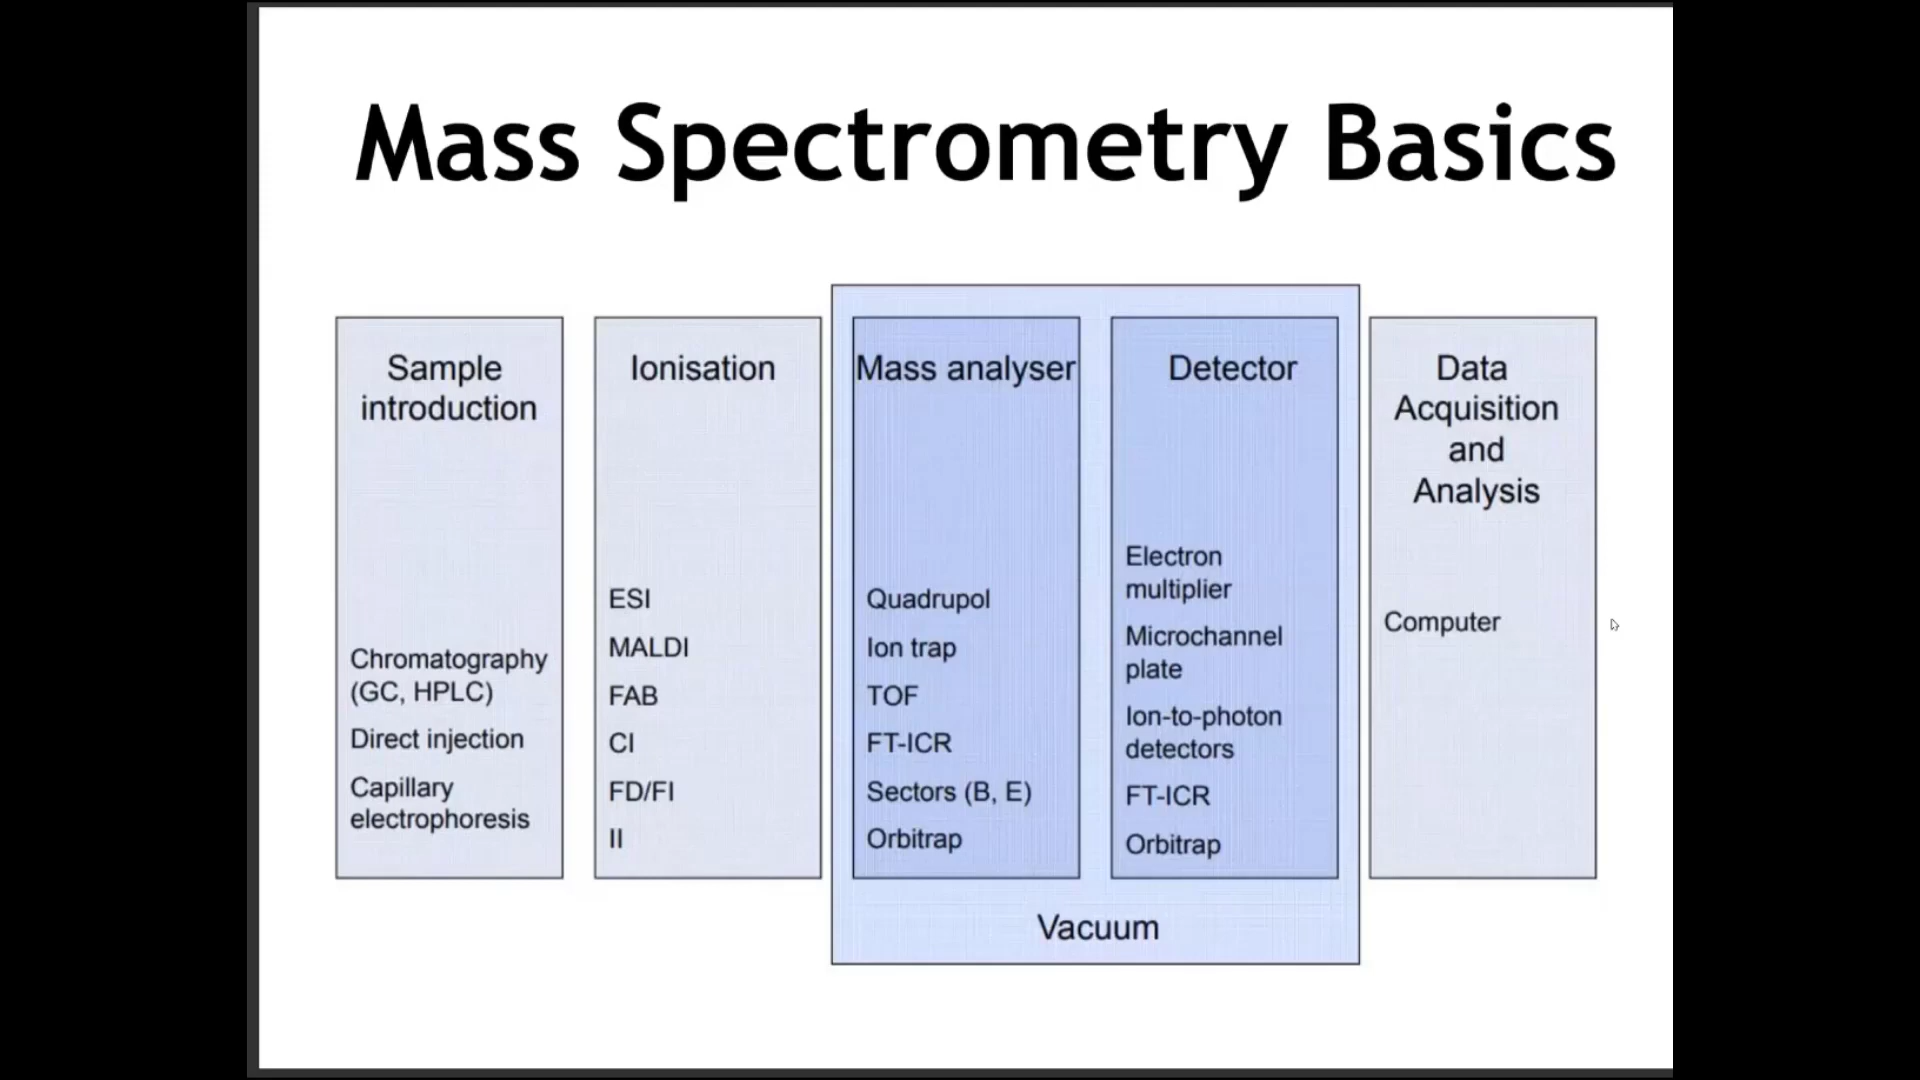 Mass Spectrometry Basics
Sample
introduction
Chromatography
(GC, HPLC)
Direct injection
Capillary
electrophoresis
Ionisation
ESI
MALDI
FAB
CI
FD/FI
II
Mass analyser
Quadrupol
Ion trap
TOF
FT-ICR
Sectors (B, E)
Orbitrap
Detector
Electron
multiplier
Microchannel
plate
Ion-to-photon
detectors
FT-ICR
Orbitrap
Vacuum
Data
Acquisition
and
Analysis
Computer